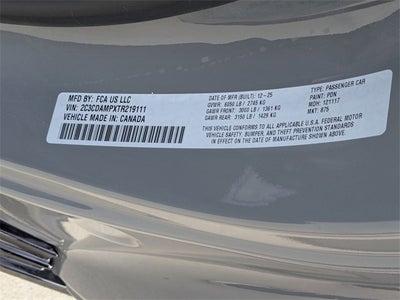 MFD BY: FCA US LLC
VIN: 2C3CDAMPXTR219111
VEHICLE MADE IN: CANADA
DATE OF MFR (BUILT): 12-25
GVWR: 6050 LB / 2745 KG
GAWR FRONT: 3000 LB / 1361 KG
GAWR REAR: 3150 LB / 1429 KG
TYPE: PASSENGER CAR
PAINT: PDN
MDH: 121117
MKT: 875
THIS VEHICLE CONFORMS TO ALL APPLICABLE U.S.A. FEDERAL MOTOR
VEHICLE SAFETY, BUMPER, AND THEFT PREVENTION STANDARDS
IN EFFECT ON THE DATE OF MANUFACTURE SHOWN ABOVE.